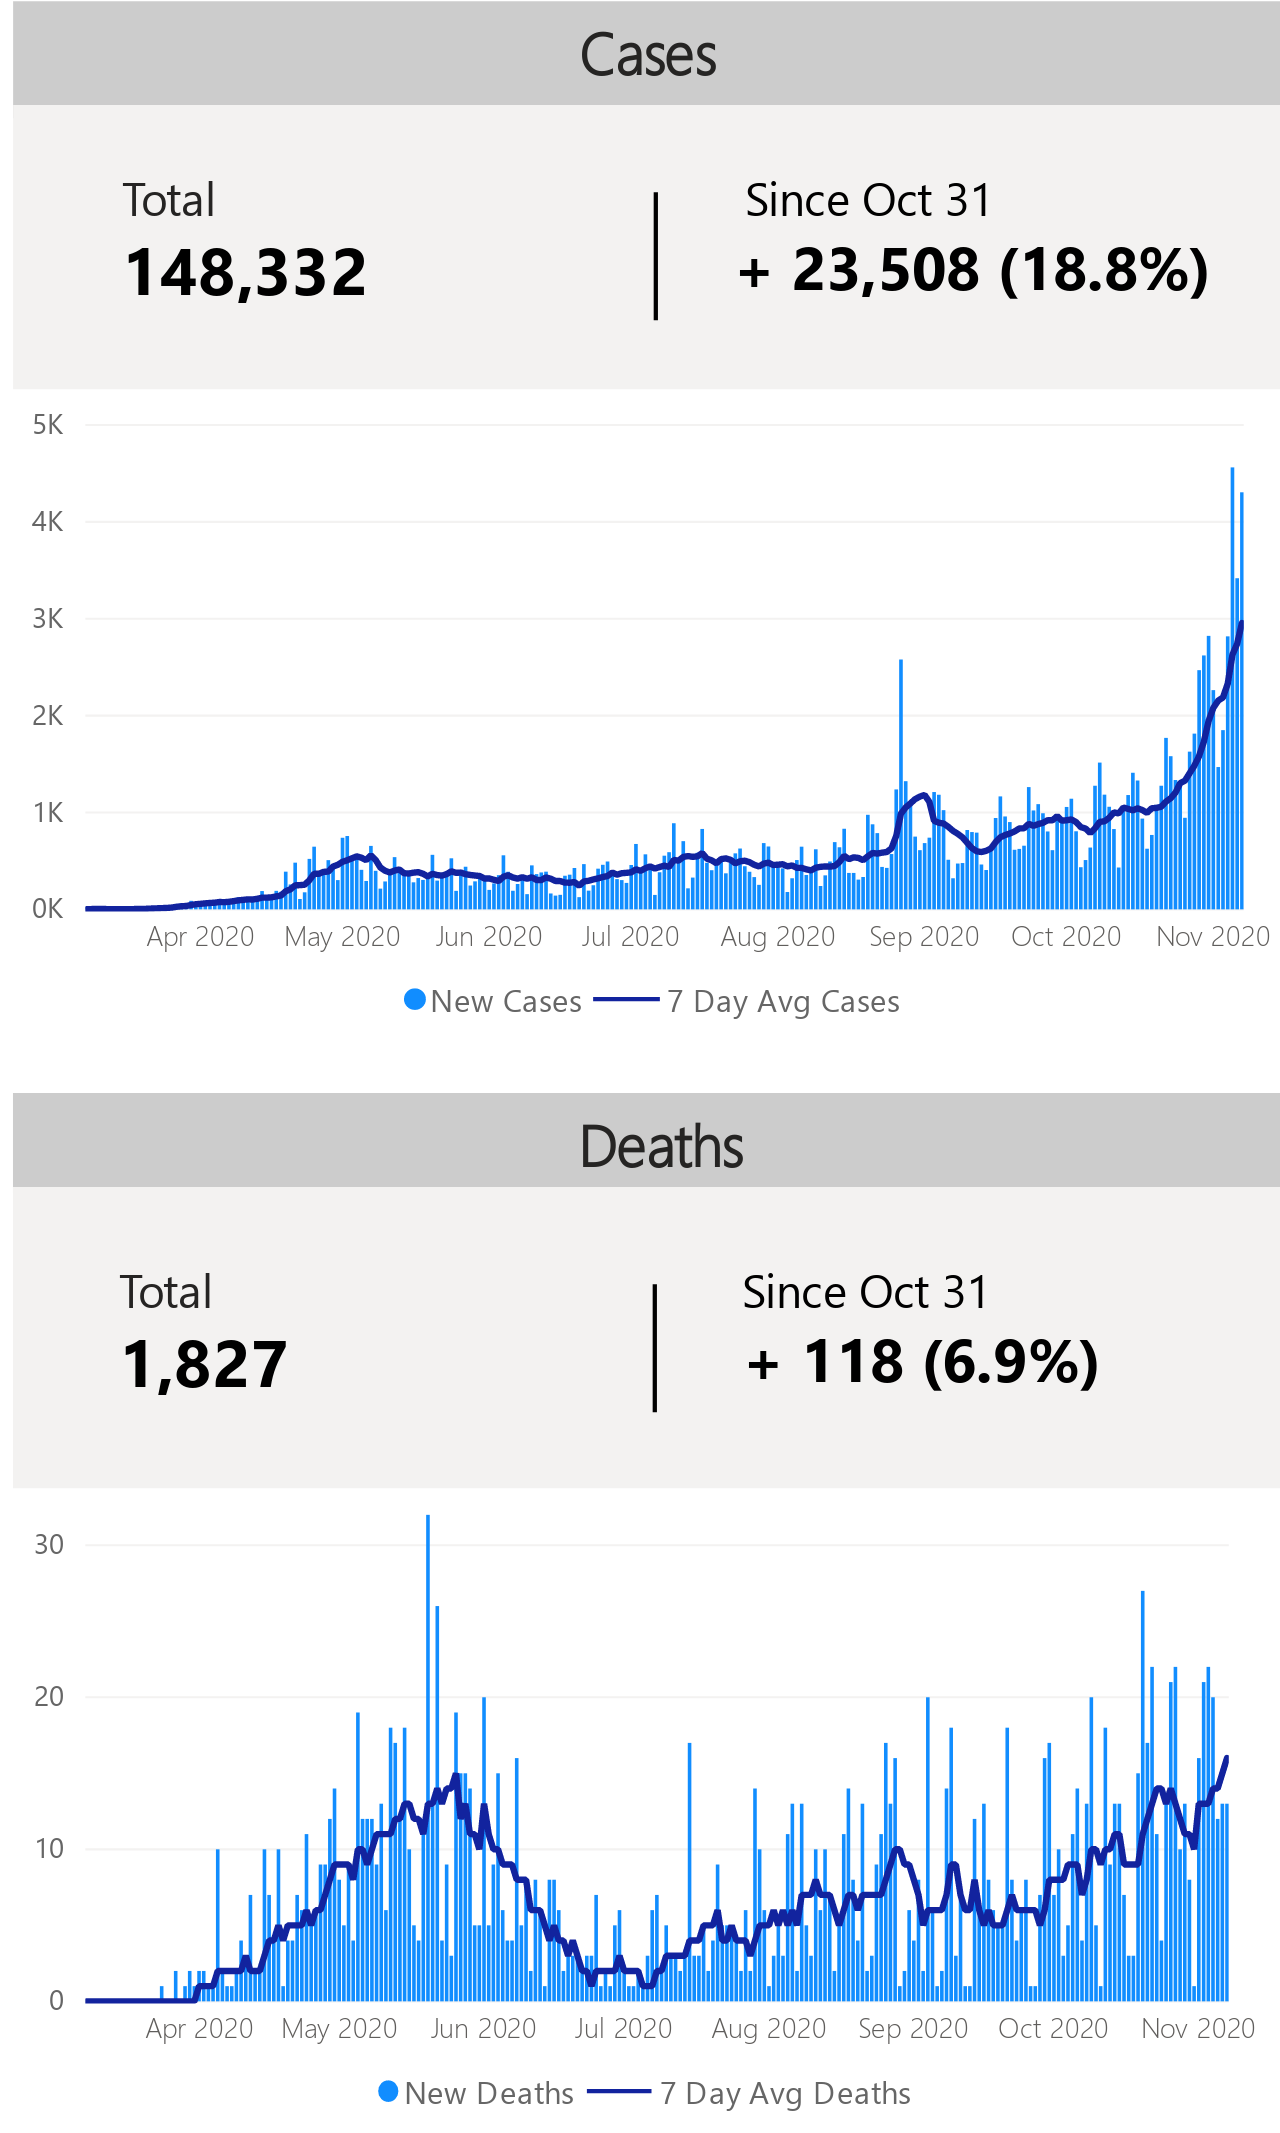 Cases
Total
Since Oct 31
148,332
+ 23,508 (18.8%)
5K
4K
3K
2K
1K
0K
Apr 2020 May 2020 Jun 2020 Jul 2020 Aug 2020 Sep 2020 Oct 2020 Nov 2020
New Cases 7 Day Avg Cases
Deaths
Total
Since Oct 31
1,827
+ 118 (6.9%)
30
20
10
0
Apr 2020 May 2020 Jun 2020 Jul 2020 Aug 2020 Sep 2020 Oct 2020 Nov 2020
New Deaths 7 Day Avg Deaths